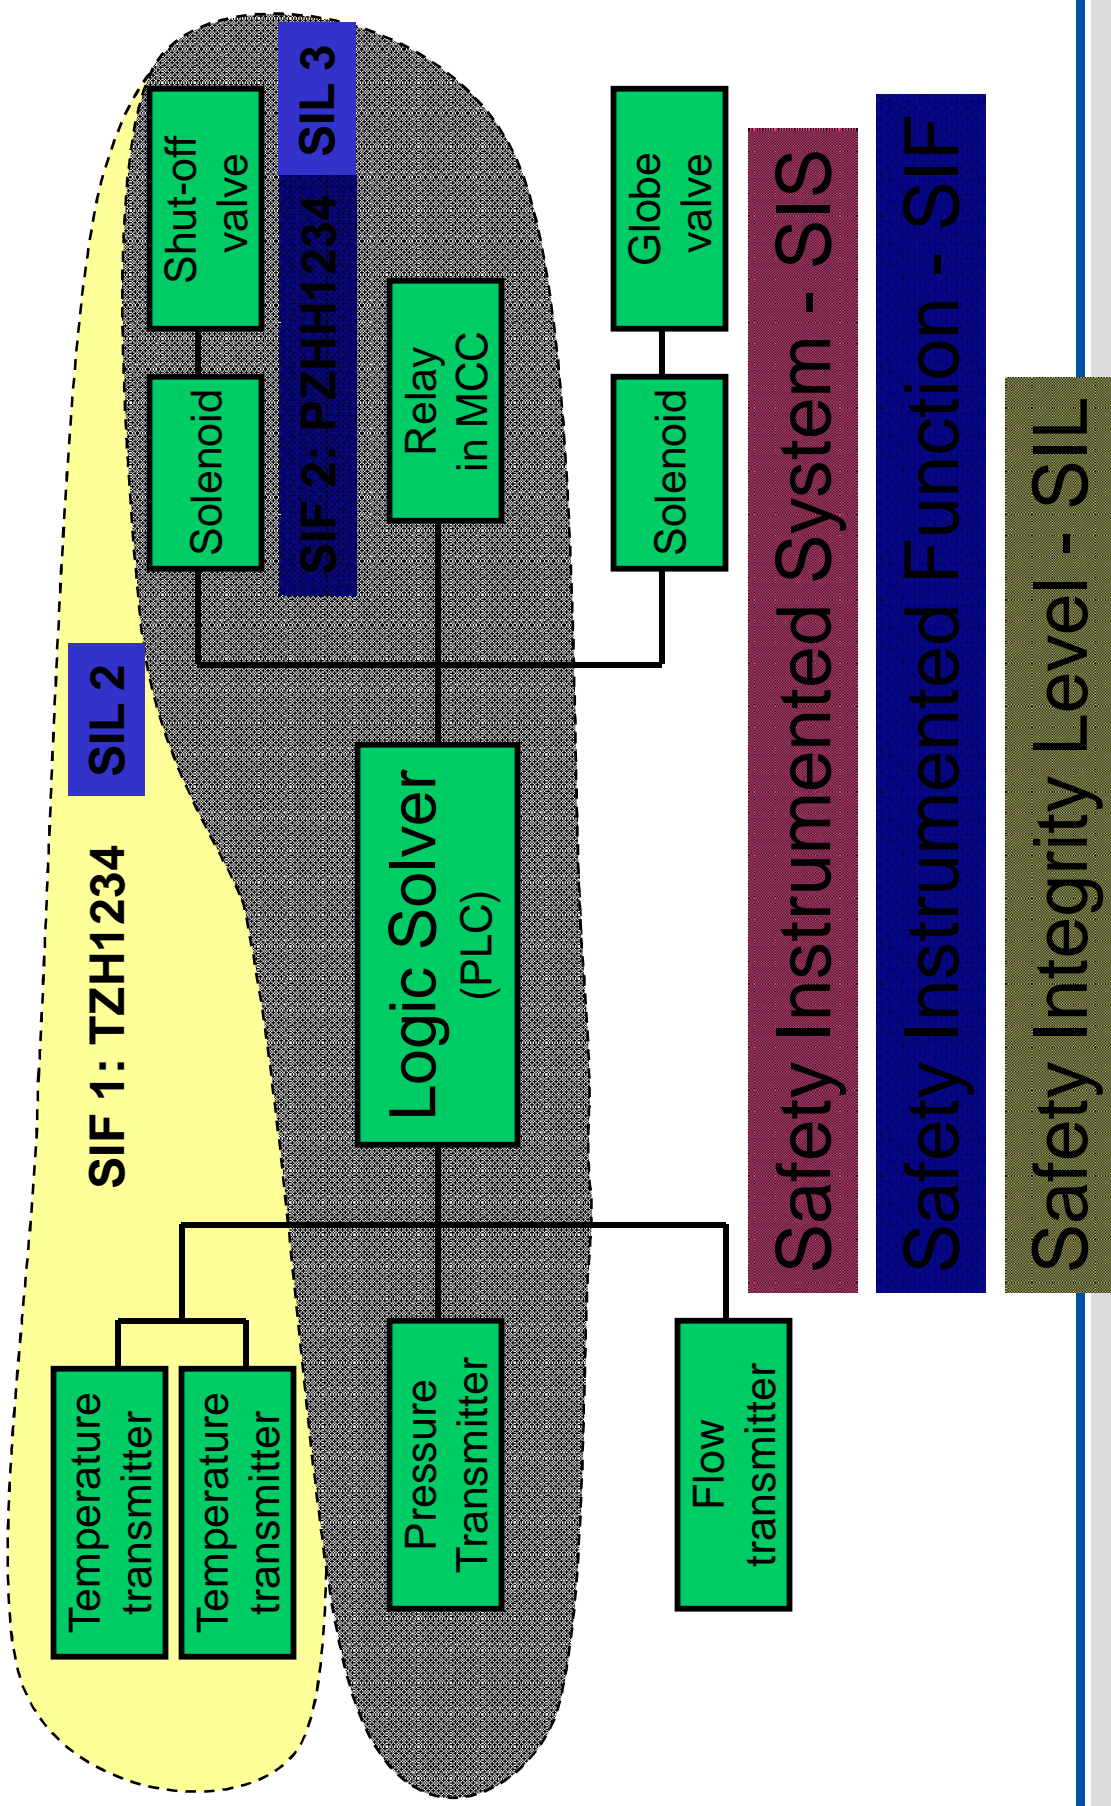 SIF 1: TZH1234
SIL 2
Temperature
transmitter
Temperature
transmitter
Solenoid
Shut-off
valve
SIF 2: PZHH1234
SIL 3
Pressure
Transmitter
Logic Solver
(PLC)
Relay
in MCC
Flow
transmitter
Solenoid
Globe
valve
Safety Instrumented System - SIS
Safety Instrumented Function - SIF
Safety Integrity Level - SIL